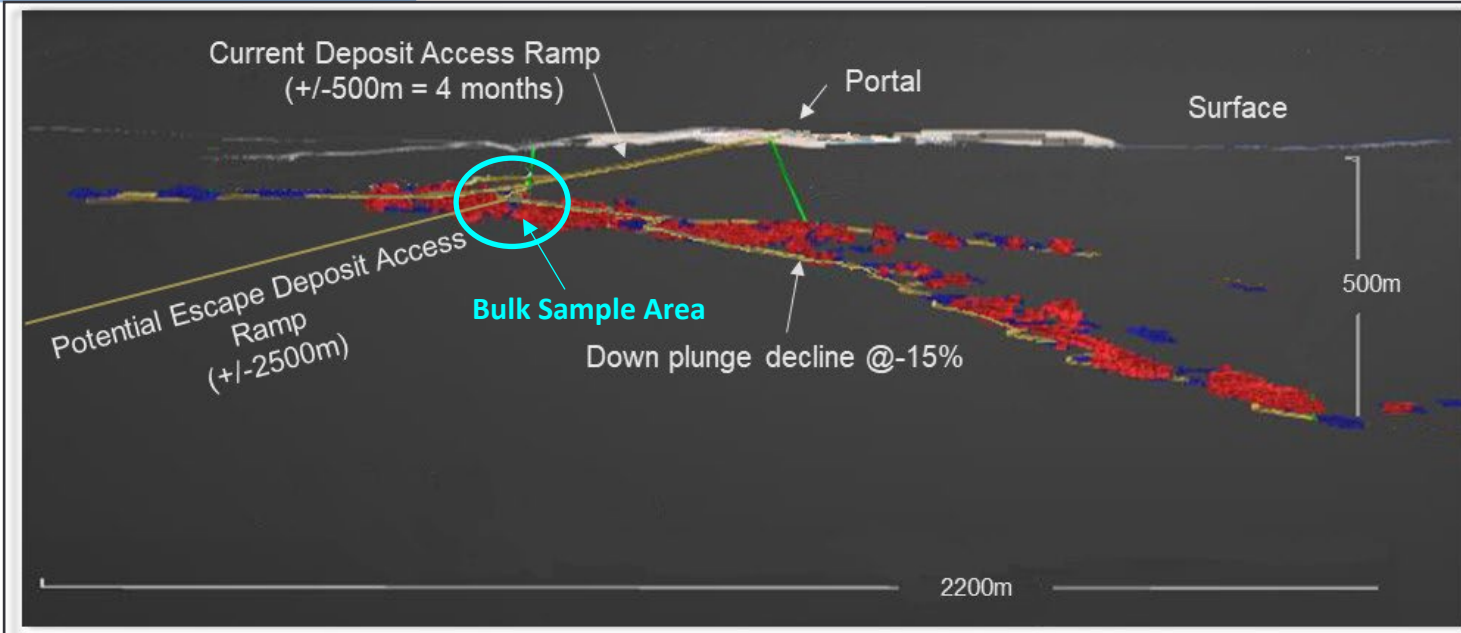 Current Deposit Access Ramp
(+/-500m = 4 months)
Portal
Surface
500m
Potential Escape Deposit Access
Ramp
(+/-2500m)
Bulk Sample Area
Down plunge decline @-15%
2200m